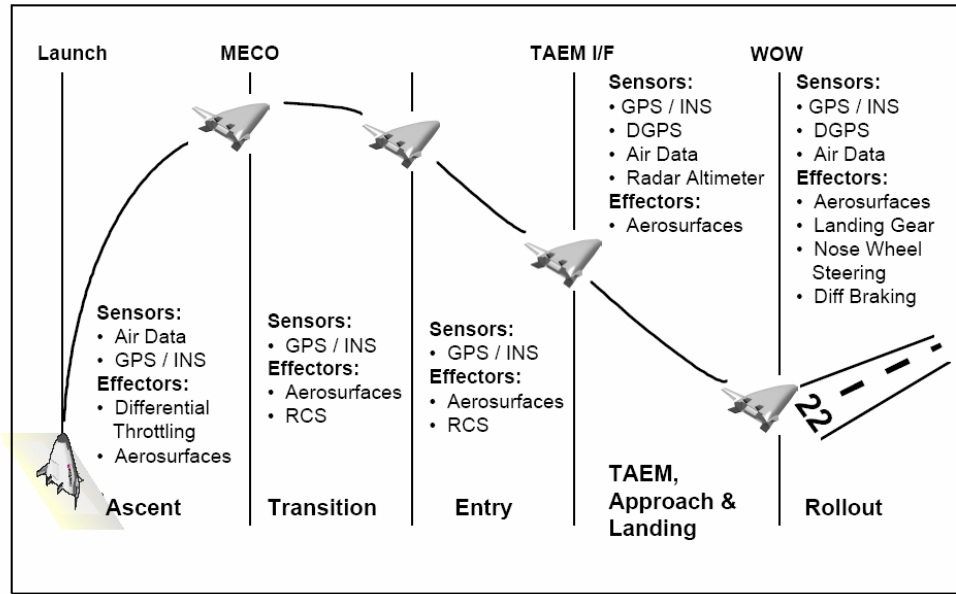 Launch
MECO
TAEM I/F
WOW
Sensors:
• Air Data
• GPS / INS
Effectors:
• Differential
Throttling
• Aerosurfaces
Ascent
Sensors:
• GPS / INS
Effectors:
• Aerosurfaces
• RCS
Transition
Sensors:
• GPS / INS
Effectors:
• Aerosurfaces
• RCS
Entry
Sensors:
• GPS / INS
• DGPS
• Air Data
• Radar Altimeter
Effectors:
• Aerosurfaces
TAEM,
Approach &
Landing
Sensors:
• GPS / INS
• DGPS
• Air Data
Effectors:
• Aerosurfaces
• Landing Gear
• Nose Wheel
Steering
• Diff Braking
22
Rollout